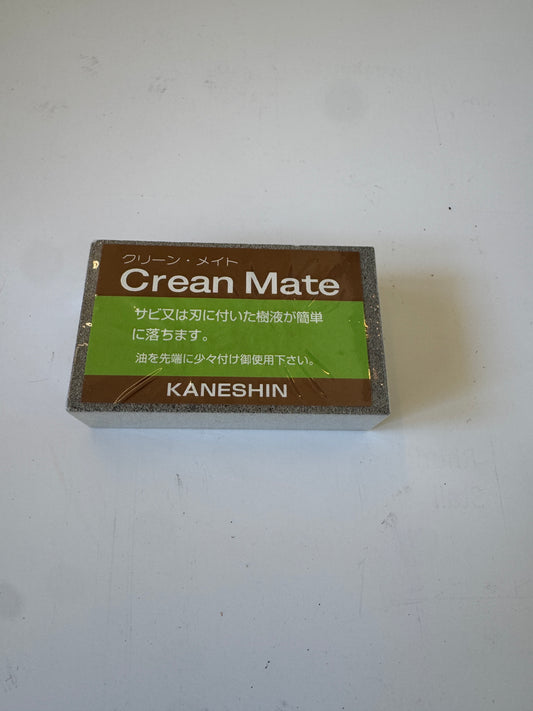 クリーン・メイト
Crean Mate
サビ又は刃に付いた樹液が簡単
に落ちます。
油を先端に少々付け御使用下さい。
KANESHIN